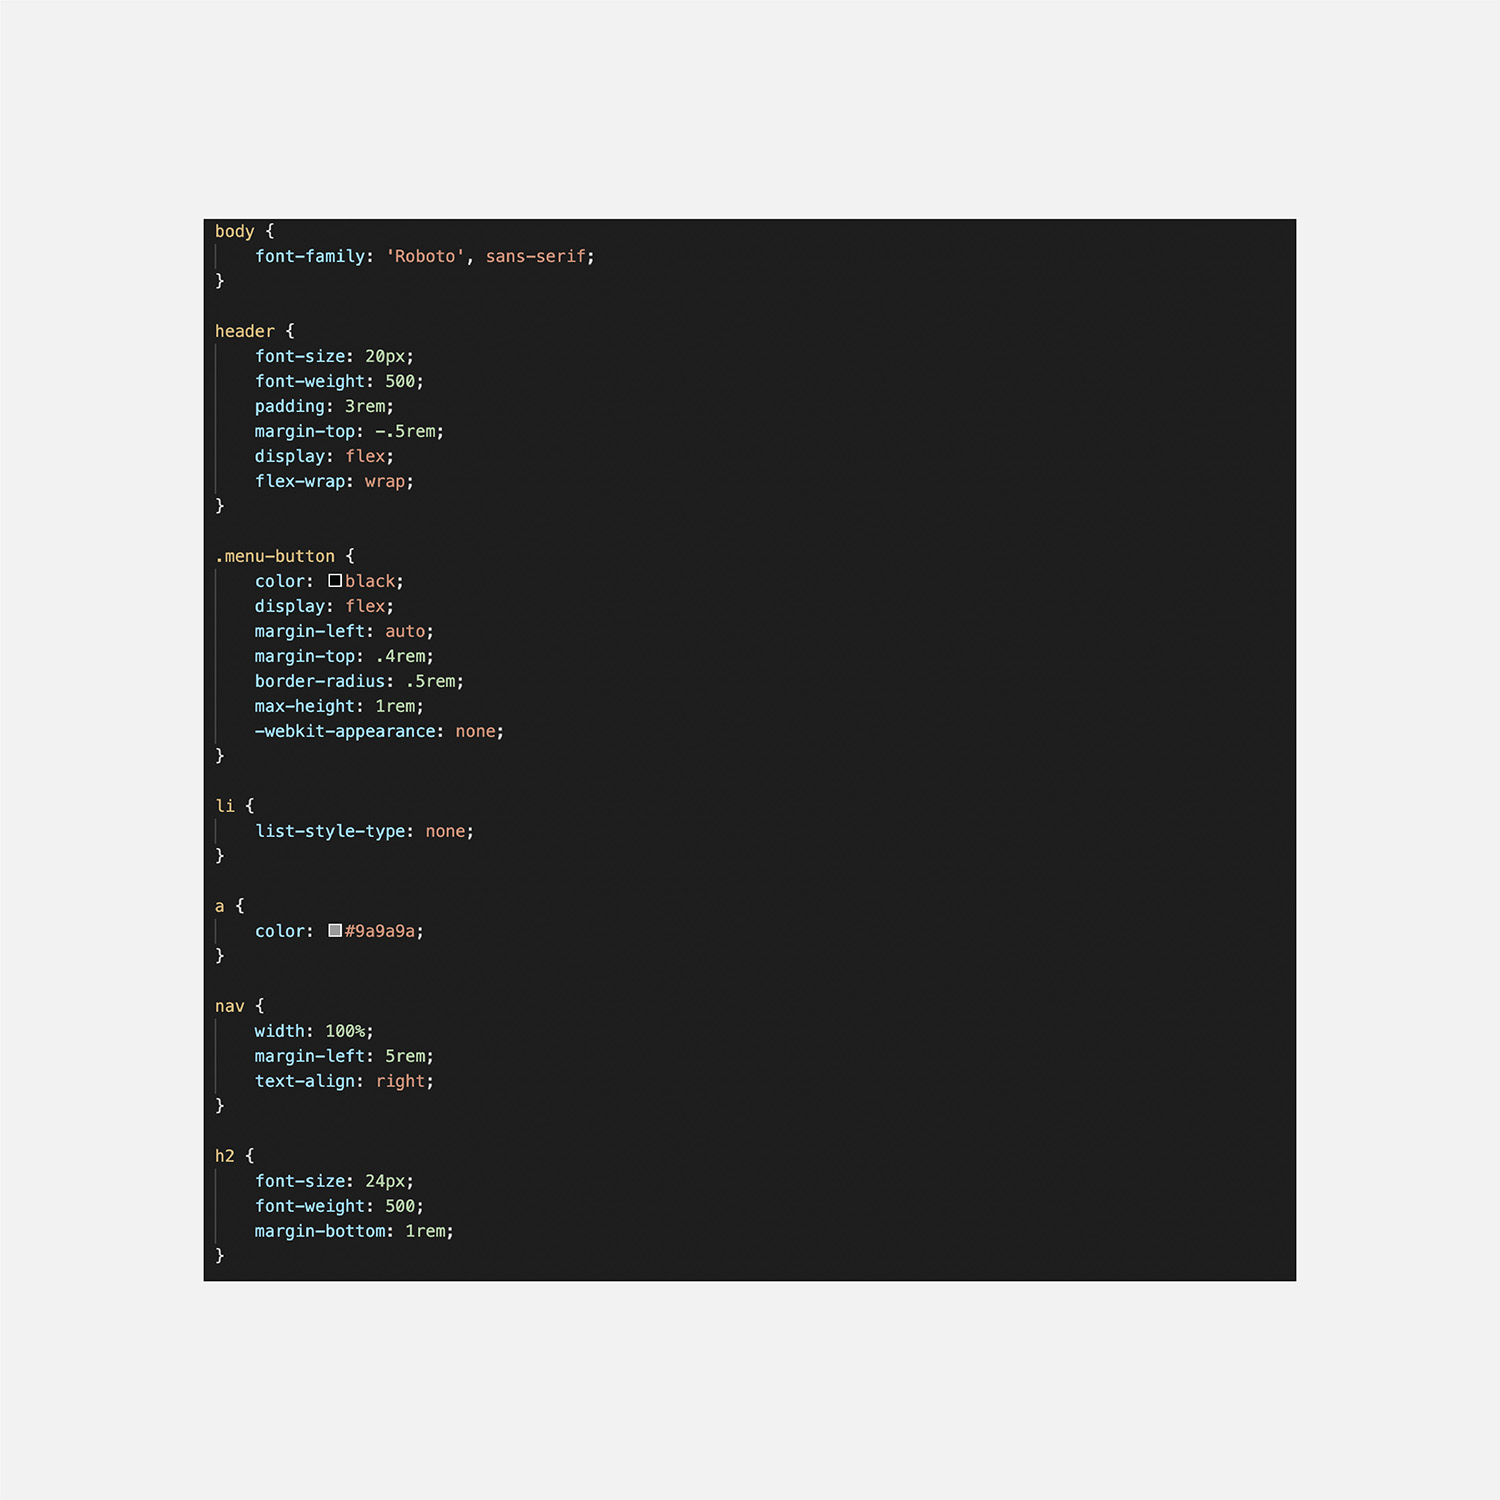 body {
    font-family: 'Roboto', sans-serif;
}

header {
    font-size: 20px;
    font-weight: 500;
    padding: 3rem;
    margin-top: -.5rem;
    display: flex;
    flex-wrap: wrap;
}

.menu-button {
    color: black;
    display: flex;
    margin-left: auto;
    margin-top: .4rem;
    border-radius: .5rem;
    max-height: 1rem;
    -webkit-appearance: none;
}

li {
    list-style-type: none;
}

a {
    color: #9a9a9a;
}

nav {
    width: 100%;
    margin-left: 5rem;
    text-align: right;
}

h2 {
    font-size: 24px;
    font-weight: 500;
    margin-bottom: 1rem;
}